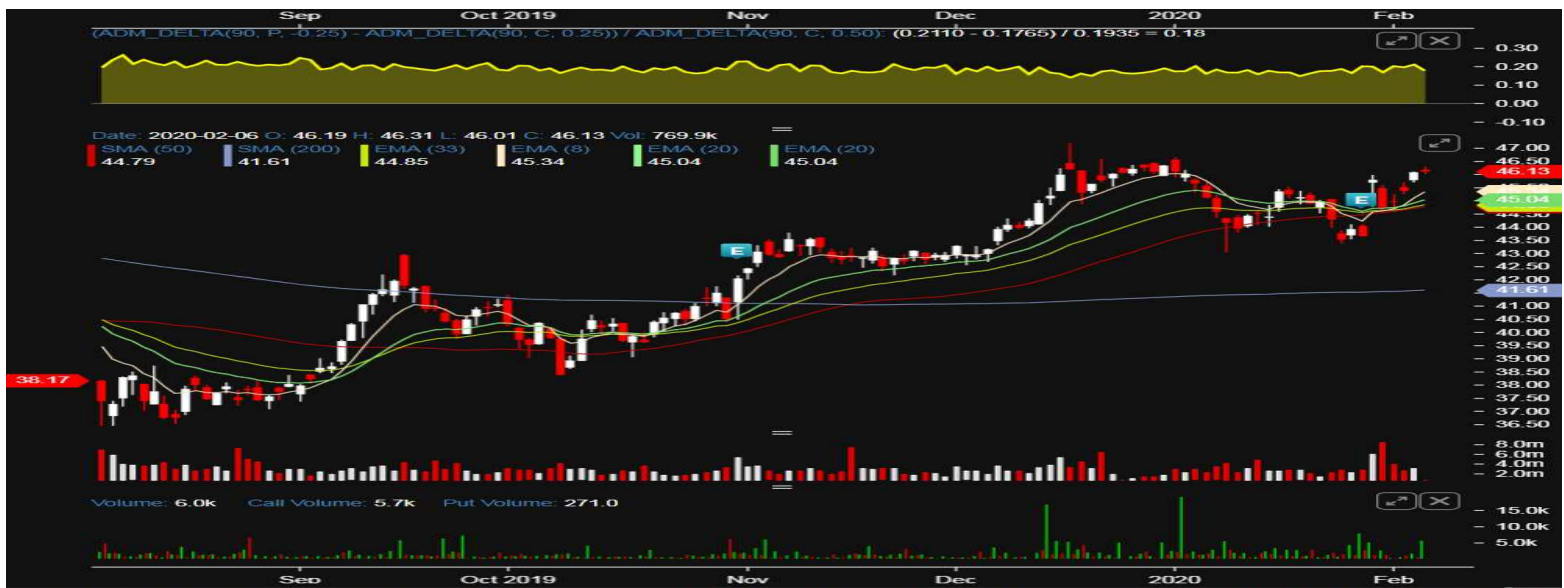 Sep Oct 2019 Nov Dec 2020 Feb
(ADM_DELTA(90, P, -0.25) - ADM_DELTA(90, C, 0.25)) / ADM_DELTA(90, C, 0.50): (0.2110 - 0.1765) / 0.1935 = 0.18
0.30
0.20
0.10
0.00
-0.10
Date: 2020-02-06 O: 46.19 H: 46.31 L: 46.01 C: 46.13 Vol: 769.9k
SMA (50) SMA (200) EMA (33) EMA (8) EMA (20) EMA (20)
44.79 41.61 44.85 45.34 45.04 45.04
47.00
46.50
46.13
45.04
44.00
43.50
43.00
42.50
42.00
41.61
41.00
40.50
40.00
39.50
39.00
38.50
38.00
37.50
37.00
36.50
E
E
38.17
8.0m
6.0m
4.0m
2.0m
Volume: 6.0k Call Volume: 5.7k Put Volume: 271.0
15.0k
10.0k
5.0k
Sep Oct 2019 Nov Dec 2020 Feb